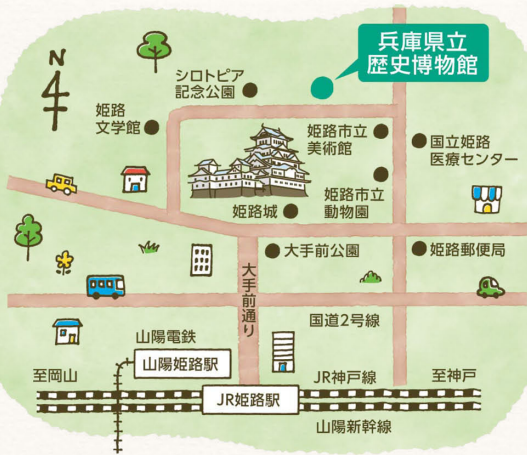 兵庫県立
歴史博物館
N
シロトピア
記念公園
姫路
文学館
姫路市立
美術館
国立姫路
医療センター
姫路市立
動物園
姫路城
大手前公園
姫路郵便局
大手前通り
国道2号線
山陽電鉄
山陽姫路駅
至岡山
JR姫路駅
JR神戸線
至神戸
山陽新幹線